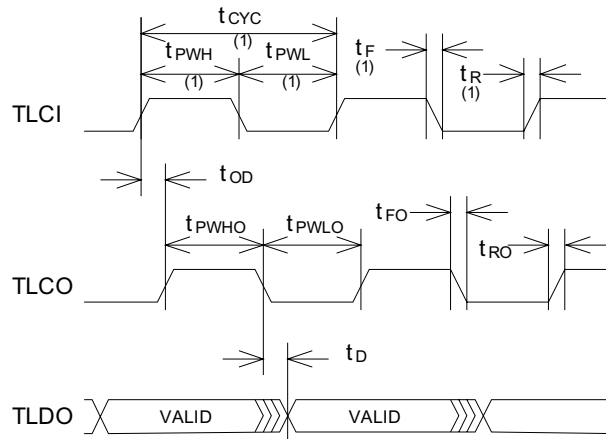 tCYC
(1)
tPWH tPWL tF
(1) (1) (1)
tR
(1)
TLCI
tOD
tPWHO tPWLO tFO
tRO
TLCO
tD
TLDO VALID VALID